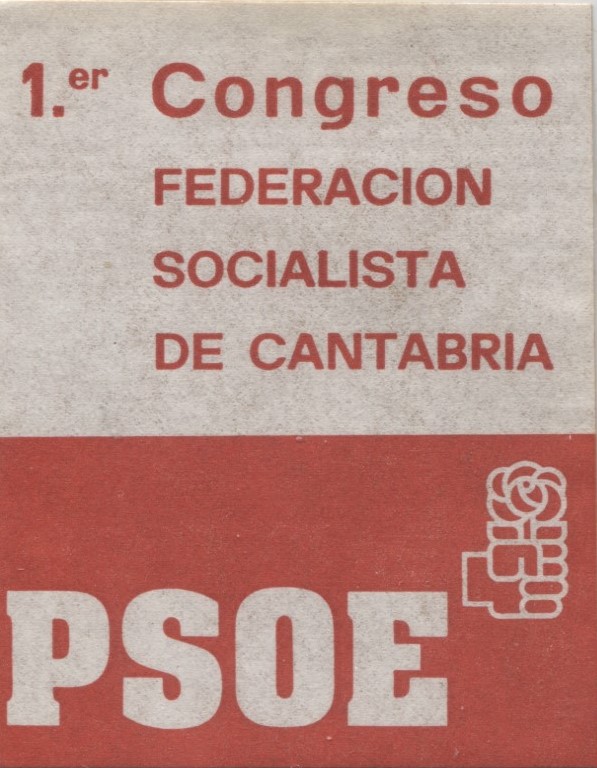 1.er Congreso
FEDERACION
SOCIALISTA
DE CANTABRIA
PSOE